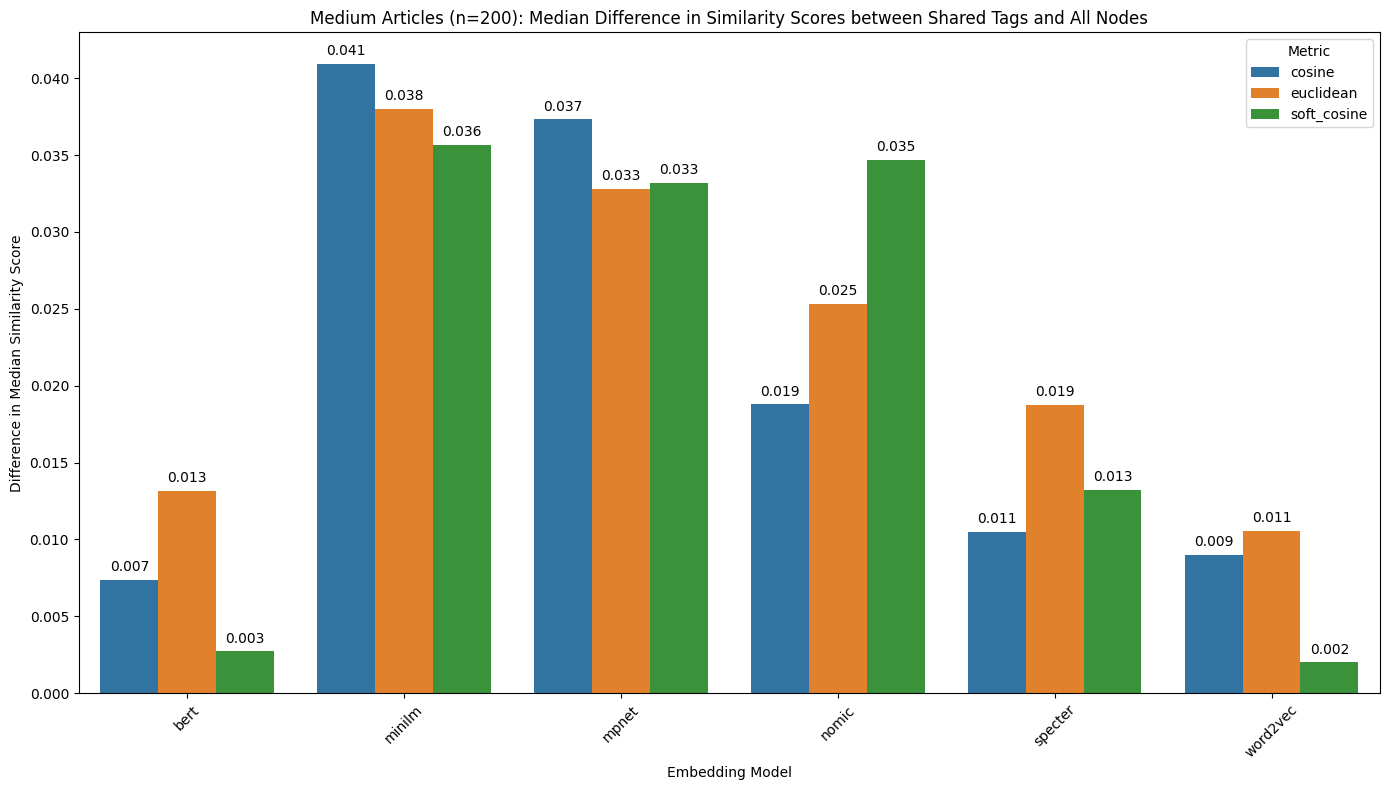 Medium Articles (n=200): Median Difference in Similarity Scores between Shared Tags and All Nodes
Metric
cosine
euclidean
soft_cosine
Difference in Median Similarity Score
0.040
0.035
0.030
0.025
0.020
0.015
0.010
0.005
0.000
0.007
0.013
0.003
0.041
0.038
0.036
0.037
0.033
0.033
0.019
0.025
0.035
0.011
0.019
0.013
0.009
0.011
0.002
bert
minilm
mpnet
nomic
specter
word2vec
Embedding Model